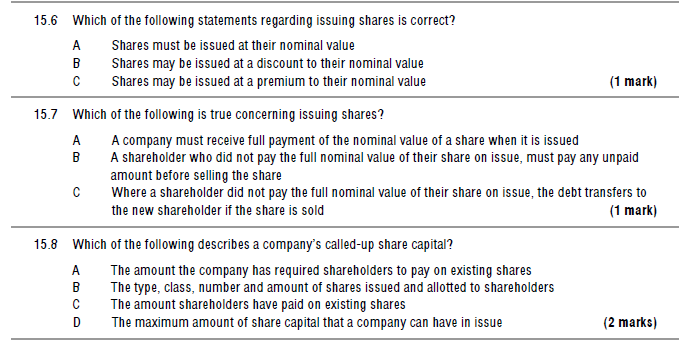 15.6 Which of the following statements regarding issuing shares is correct?
A Shares must be issued at their nominal value
B Shares may be issued at a discount to their nominal value
C Shares may be issued at a premium to their nominal value (1 mark)
15.7 Which of the following is true concerning issuing shares?
A A company must receive full payment of the nominal value of a share when it is issued
B A shareholder who did not pay the full nominal value of their share on issue, must pay any unpaid
amount before selling the share
C Where a shareholder did not pay the full nominal value of their share on issue, the debt transfers to
the new shareholder if the share is sold (1 mark)
15.8 Which of the following describes a company's called-up share capital?
A The amount the company has required shareholders to pay on existing shares
B The type, class, number and amount of shares issued and allotted to shareholders
C The amount shareholders have paid on existing shares
D The maximum amount of share capital that a company can have in issue (2 marks)